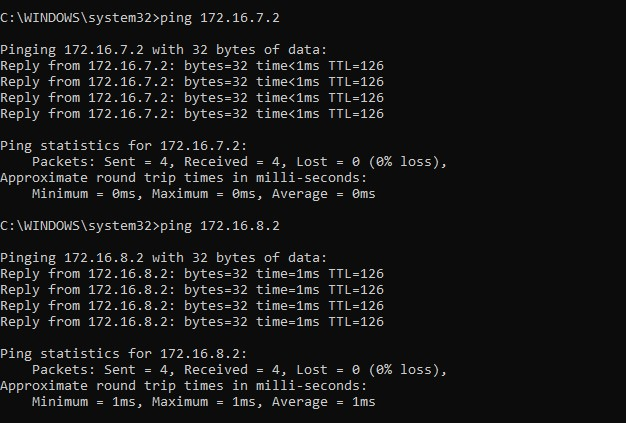 C:\WINDOWS\system32>ping 172.16.7.2
Pinging 172.16.7.2 with 32 bytes of data:
Reply from 172.16.7.2: bytes=32 time<1ms TTL=126
Reply from 172.16.7.2: bytes=32 time<1ms TTL=126
Reply from 172.16.7.2: bytes=32 time<1ms TTL=126
Reply from 172.16.7.2: bytes=32 time<1ms TTL=126
Ping statistics for 172.16.7.2:
    Packets: Sent = 4, Received = 4, Lost = 0 (0% loss),
Approximate round trip times in milli-seconds:
    Minimum = 0ms, Maximum = 0ms, Average = 0ms
C:\WINDOWS\system32>ping 172.16.8.2
Pinging 172.16.8.2 with 32 bytes of data:
Reply from 172.16.8.2: bytes=32 time=1ms TTL=126
Reply from 172.16.8.2: bytes=32 time=1ms TTL=126
Reply from 172.16.8.2: bytes=32 time=1ms TTL=126
Reply from 172.16.8.2: bytes=32 time=1ms TTL=126
Ping statistics for 172.16.8.2:
    Packets: Sent = 4, Received = 4, Lost = 0 (0% loss),
Approximate round trip times in milli-seconds:
    Minimum = 1ms, Maximum = 1ms, Average = 1ms